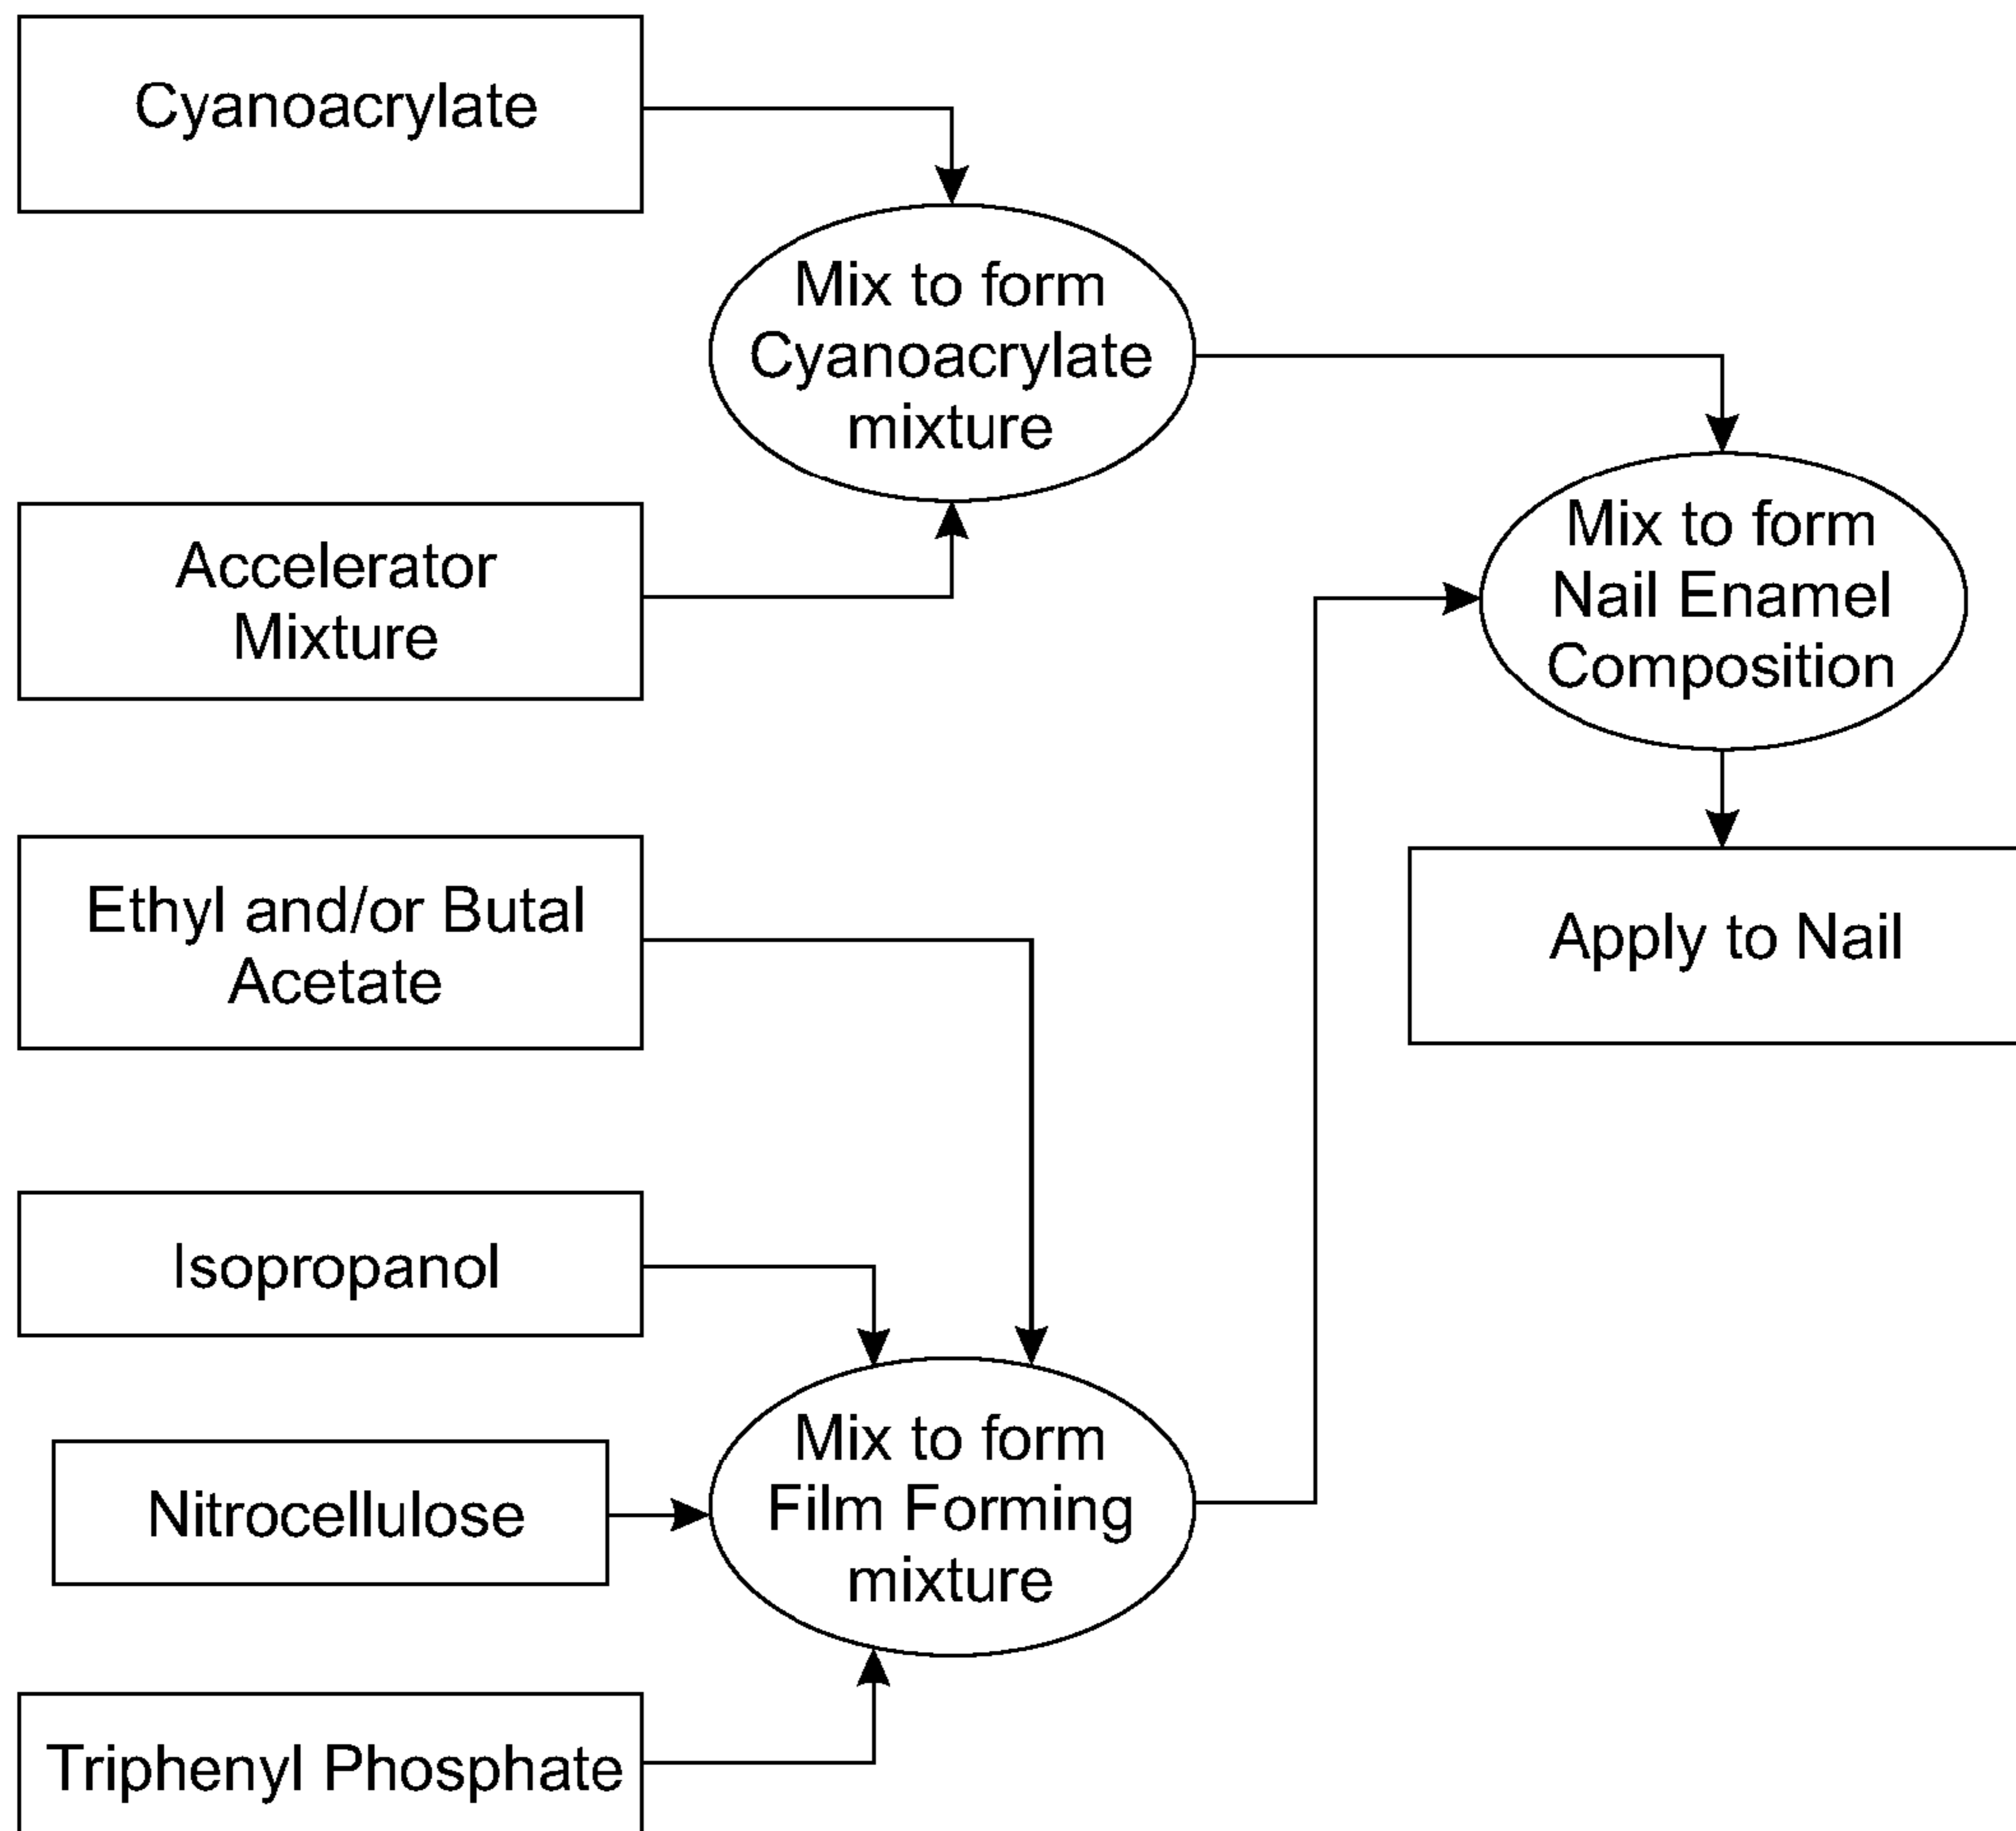 Cyanoacrylate
Mix to form
Cyanoacrylate
mixture
Accelerator
Mixture
Mix to form
Nail Enamel
Composition
Ethyl and/or Butal
Acetate
Apply to Nail
Isopropanol
Nitrocellulose
Mix to form
Film Forming
mixture
Triphenyl Phosphate